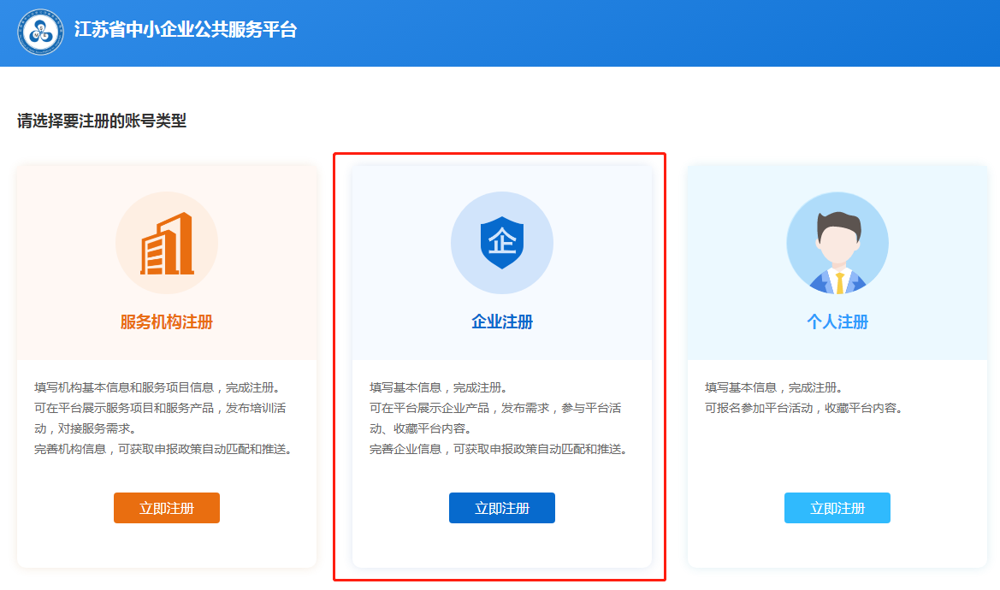 江苏省中小企业公共服务平台
请选择要注册的账号类型
服务机构注册
填写机构基本信息和服务项目信息，完成注册。
可在平台展示服务项目和服务产品，发布培训活
动，对接服务需求。
完善机构信息，可获取申报政策自动匹配和推送。
立即注册
企
企业注册
填写基本信息，完成注册。
可在平台展示企业产品，发布需求，参与平台活
动、收藏平台内容。
完善企业信息，可获取申报政策自动匹配和推送。
立即注册
个人注册
填写基本信息，完成注册。
可报名参加平台活动，收藏平台内容。
立即注册